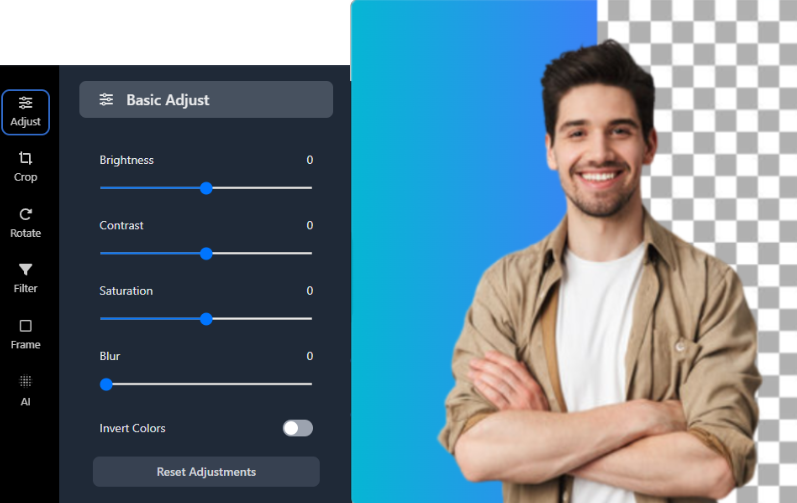 Adjust
Crop
Rotate
Filter
Frame
AI
Basic Adjust
Brightness 0
Contrast 0
Saturation 0
Blur 0
Invert Colors
Reset Adjustments